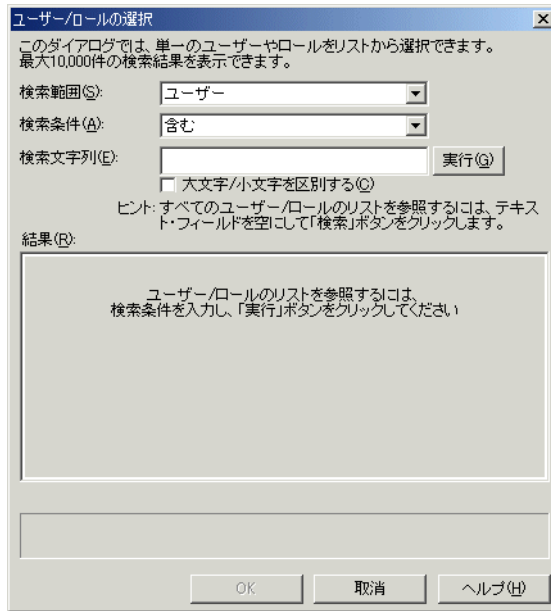 ユーザー/ロールの選択
このダイアログでは、単一のユーザーやロールをリストから選択できます。
最大10,000件の検索結果を表示できます。
検索範囲(S):
ユーザー
検索条件(A):
含む
検索文字列(E):
実行(G)
大文字/小文字を区別する(C)
ヒント: すべてのユーザー/ロールのリストを参照するには、テキス
ト・フィールドを空にして「検索」ボタンをクリックします。
結果(R):
ユーザー/ロールのリストを参照するには、
検索条件を入力し、「実行」ボタンをクリックしてください
OK
取消
ヘルプ(H)